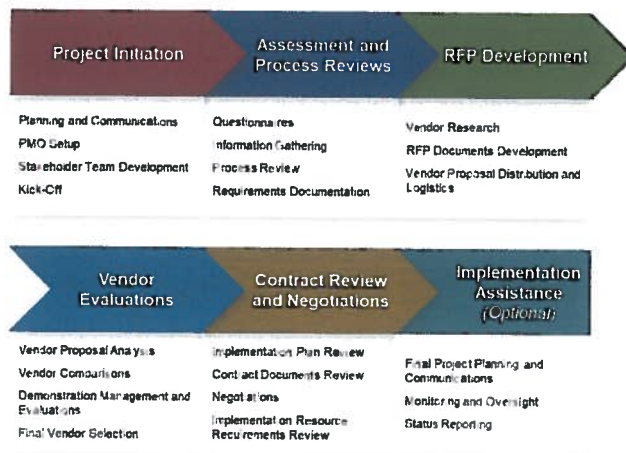 Project Initiation
Assessment and
Process Reviews
RFP Development
Planning and Communications
PMO Setup
Stakeholder Team Development
Kick-Off
Questionnaires
Information Gathering
Process Review
Requirements Documentation
Vendor Research
RFP Documents Development
Vendor Proposal Distribution and
Logistics
Vendor
Evaluations
Contract Review
and Negotiations
Implementation
Assistance
(Optional)
Vendor Proposal Analysis
Vendor Comparisons
Demonstration Management and
Evaluations
Final Vendor Selection
Implementation Plan Review
Contract Documents Review
Negotiations
Implementation Resource
Requirements Review
Final Project Planning and
Communications
Monitoring and Oversight
Status Reporting